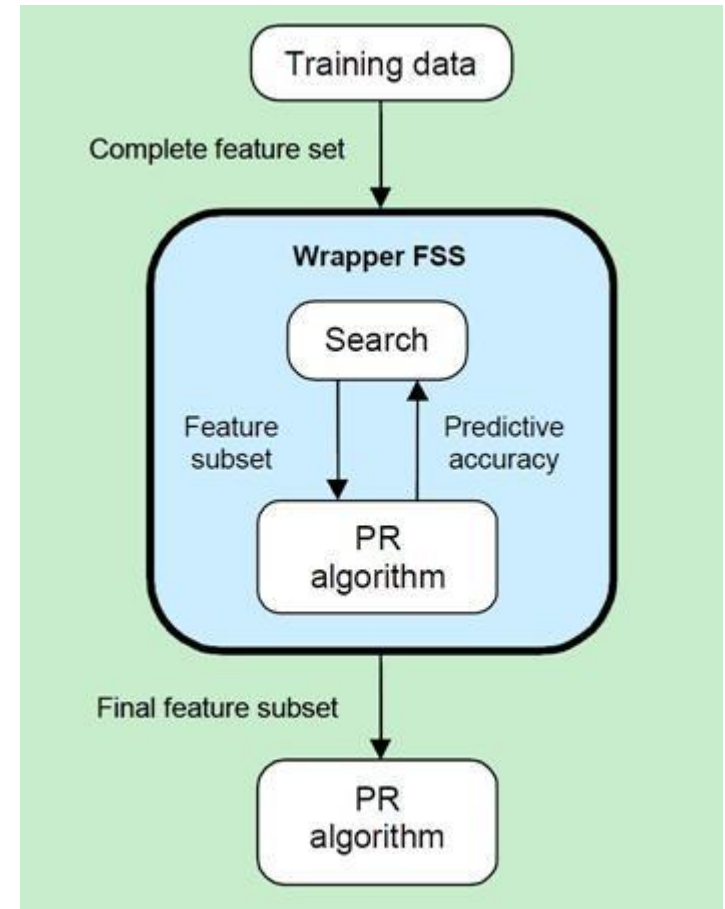 Training data
Complete feature set
Wrapper FSS
Search
Feature
subset
Predictive
accuracy
PR
algorithm
Final feature subset
PR
algorithm